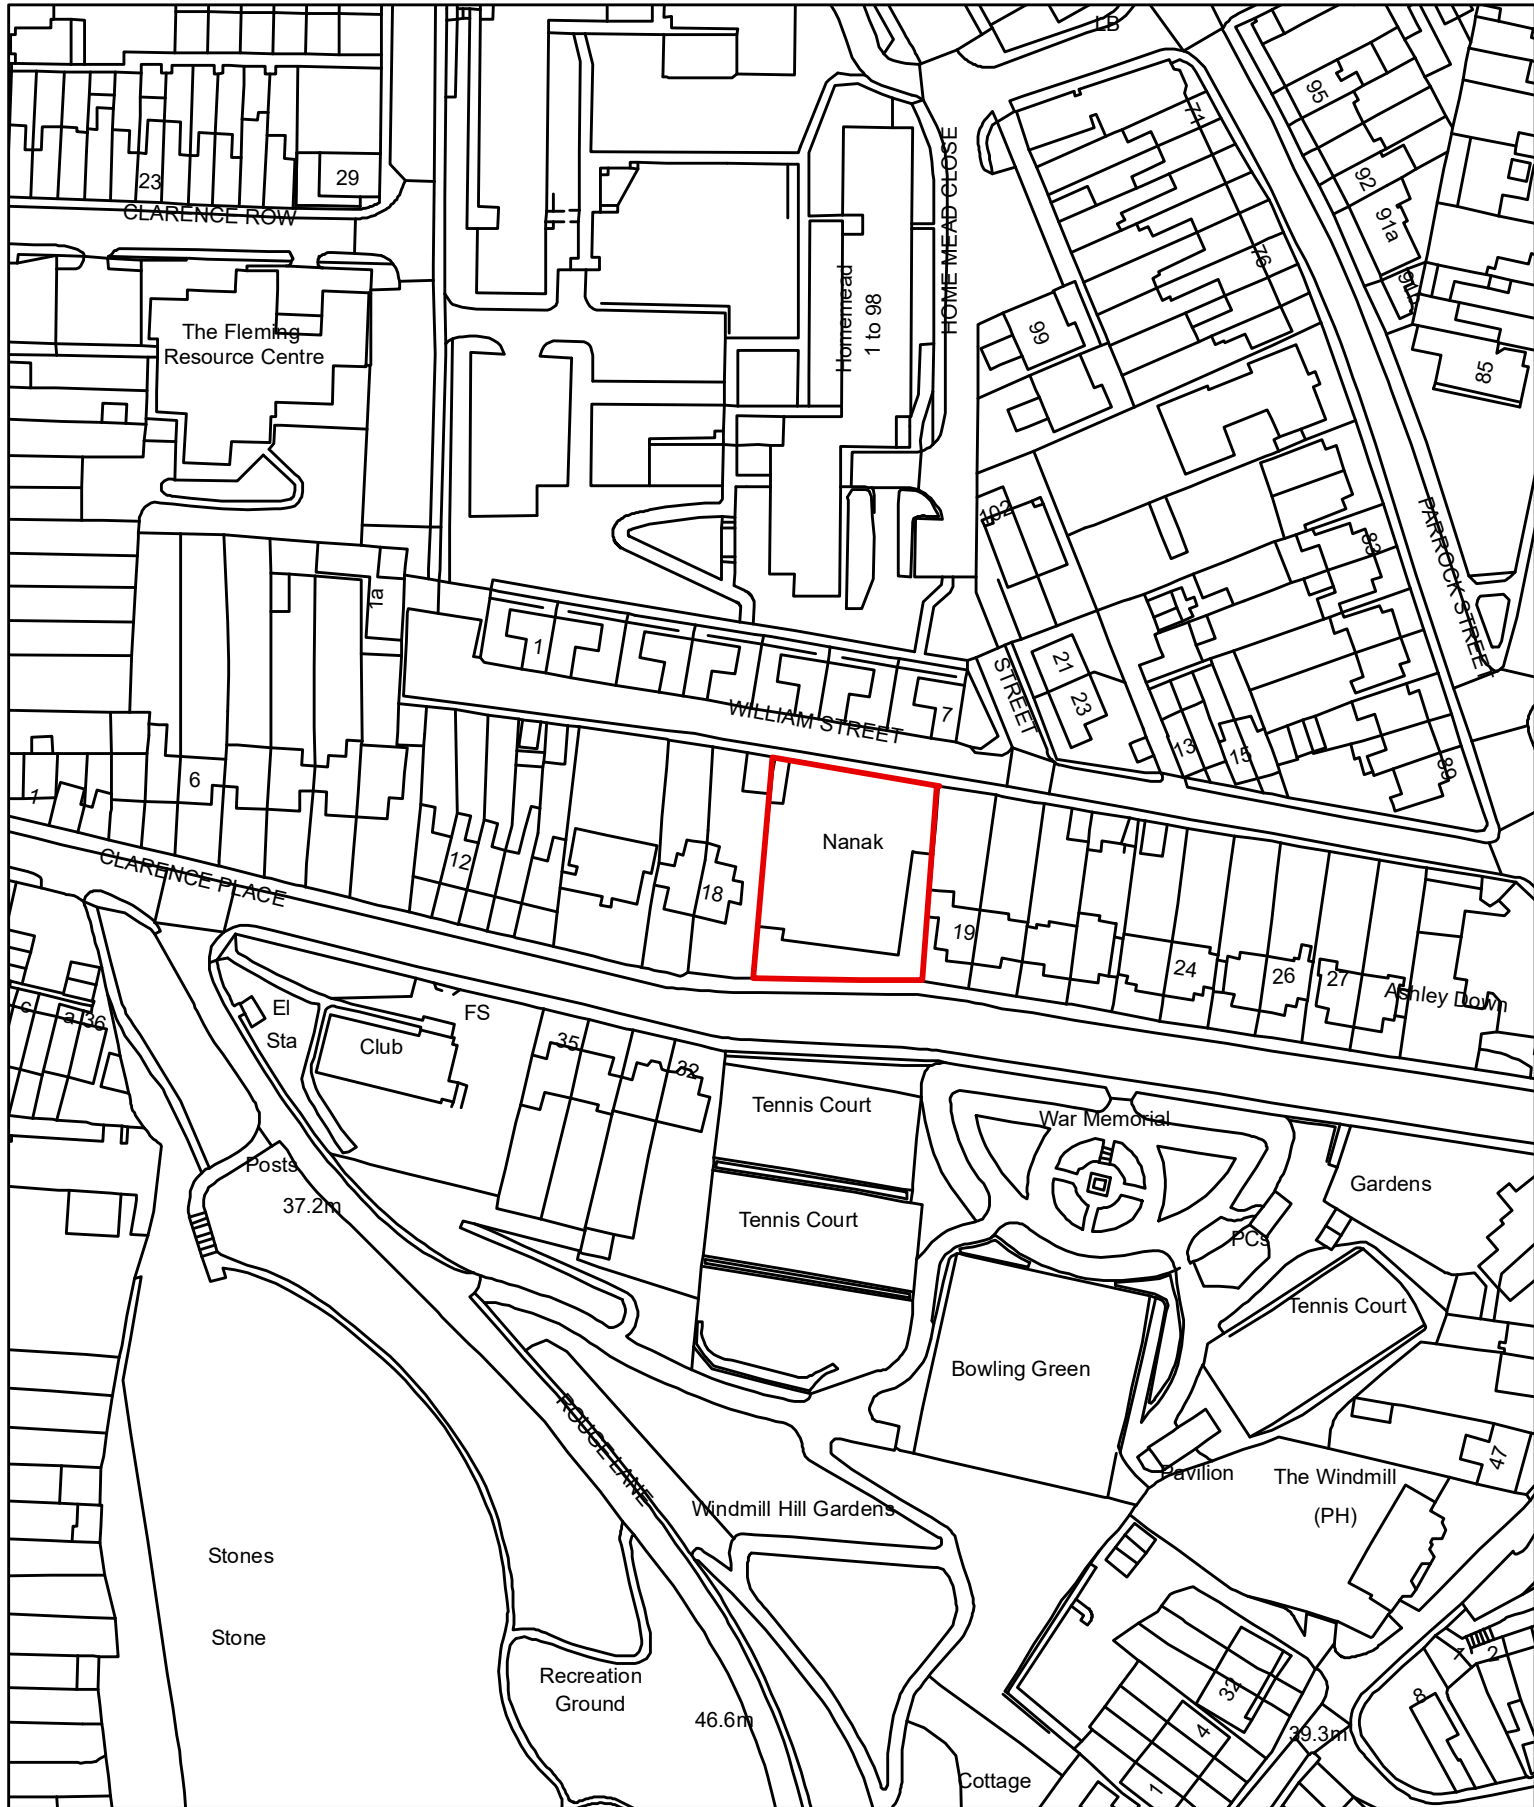 LB
95
71
23
29
CLARENCE ROW
HOME MEAD CLOSE
92
91a
76
91b
The Fleming
Resource Centre
Homemead
1 to 98
99
85
102
83
PARROCK STREET
1a
1
21
23
STREET
WILLIAM STREET
7
13
15
89
6
1
12
CLARENCE PLACE
18
Nanak
19
24
26
27
Ashley Down
c
a
36
El
Sta
FS
Club
35
32
Tennis Court
War Memorial
Posts
37.2m
Tennis Court
Gardens
PCs
Tennis Court
Bowling Green
ROUGE LANE
47
Pavilion
The Windmill
(PH)
Windmill Hill Gardens
Stones
Stone
Recreation
Ground
46.6m
32
4
1
39.3m
7
2
8
Cottage